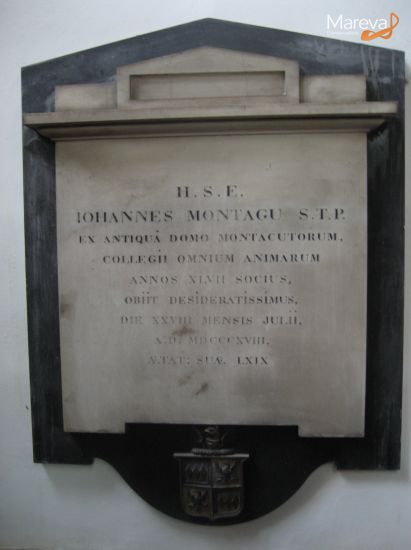 Mareva
H. S. E.
IOHANNES MONTAGU S.T.P.
EX ANTIQUÂ DOMO MONTACUTORUM,
COLLEGII OMNIUM ANIMARUM
ANNOS XLVII SOCIUS,
OBIIT DESIDERATISSIMUS,
DIE XXVIII MENSIS JULII,
A.D. MDCCCXVIII,
ÆTAT: SUÆ. LXIX